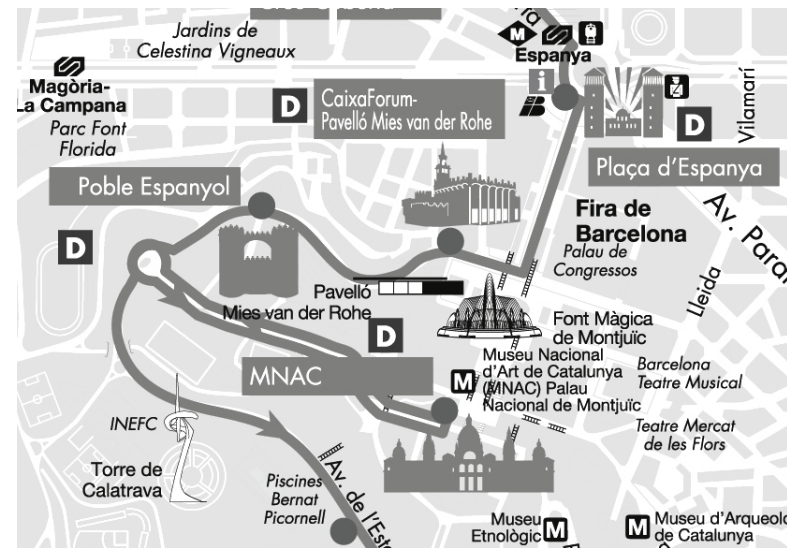 Jardins de
Celestina Vigneaux
M
Espanya
Magòria-
La Campana
Parc Font
Florida
i
B
D
CaixaForum-
Pavelló Mies van der Rohe
D
Vilamarí
Plaça d'Espanya
Poble Espanyol
Fira de
Barcelona
Palau de
Congressos
Av. Paral
Lleida
D
Pavelló
Mies van der Rohe
D
Font Màgica
de Montjuïc
MNAC
M
Museu Nacional
d'Art de Catalunya
(MNAC) Palau
Nacional de Montjuïc
Barcelona
Teatre Musical
Teatre Mercat
de les Flors
INEFC
Torre de
Calatrava
Piscines
Bernat
Picornell
Av. de l'Este
Museu
Etnològic
M
M
Museu d'Arqueolo
de Catalunya